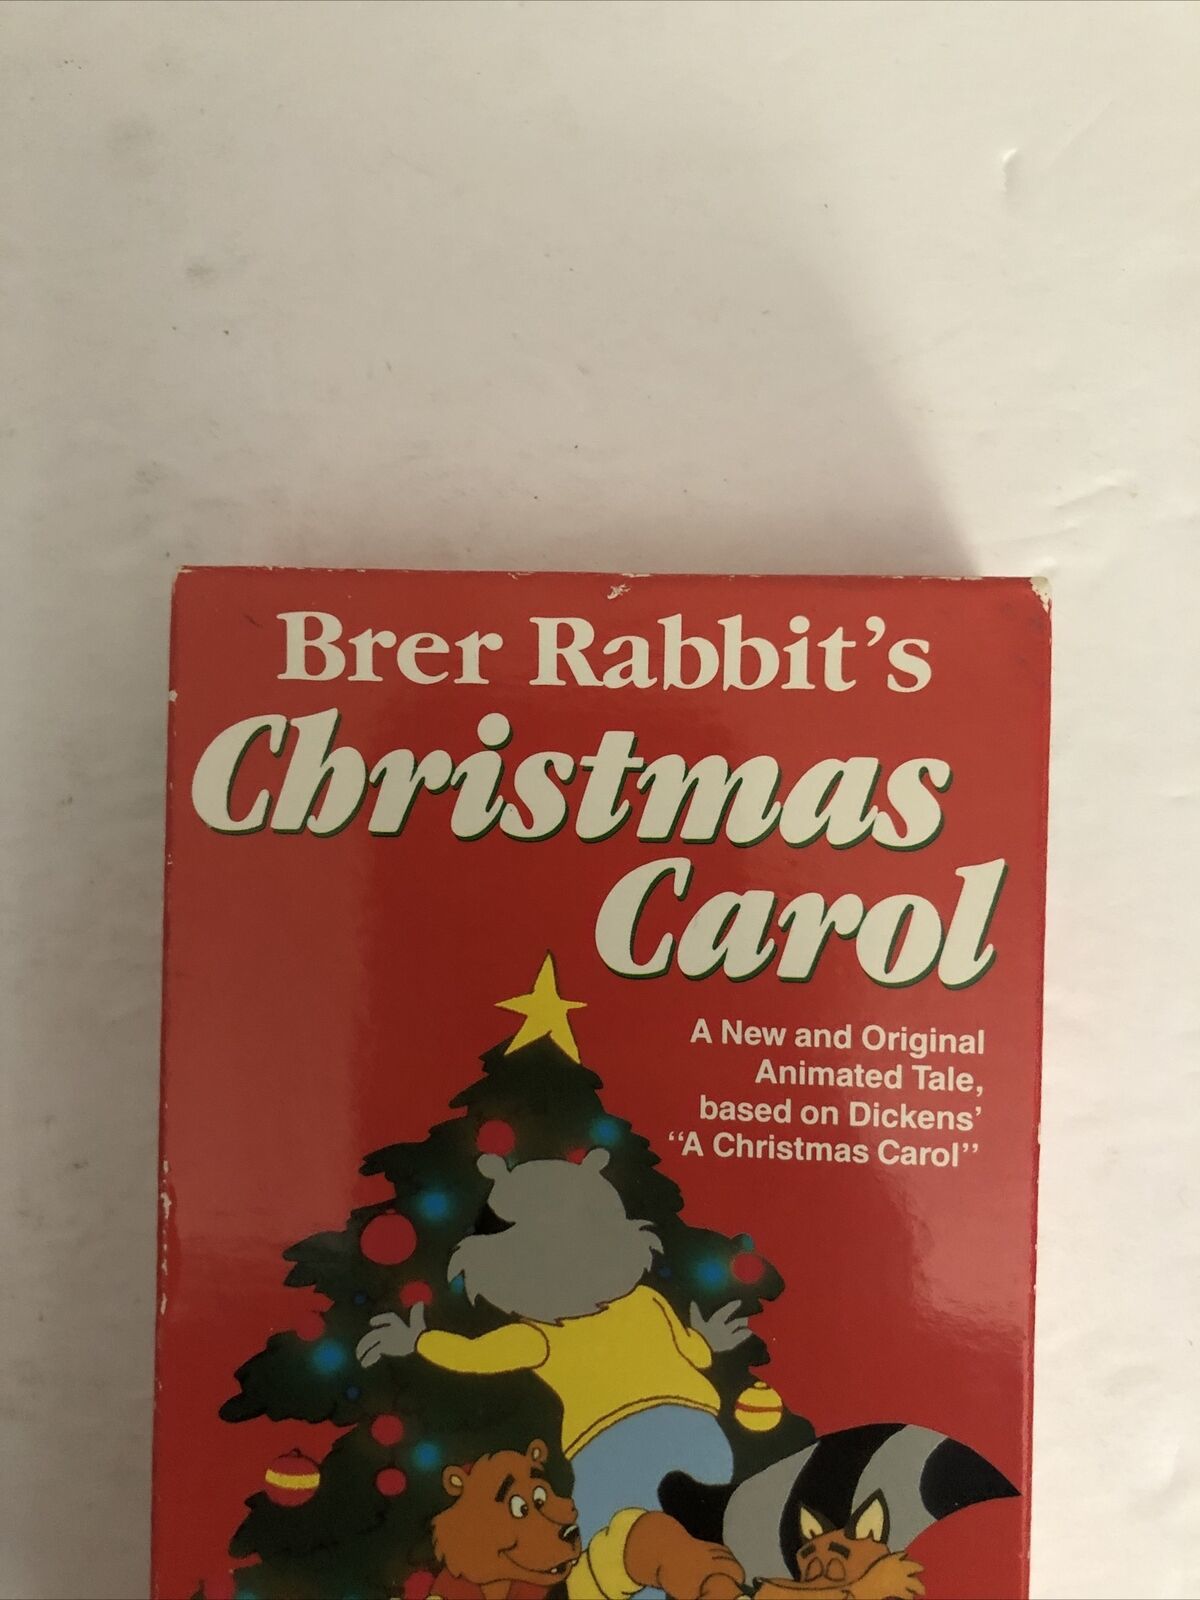 Brer Rabbit’s
Christmas
Carol
A New and Original
Animated Tale,
based on Dickens’
“A Christmas Carol”